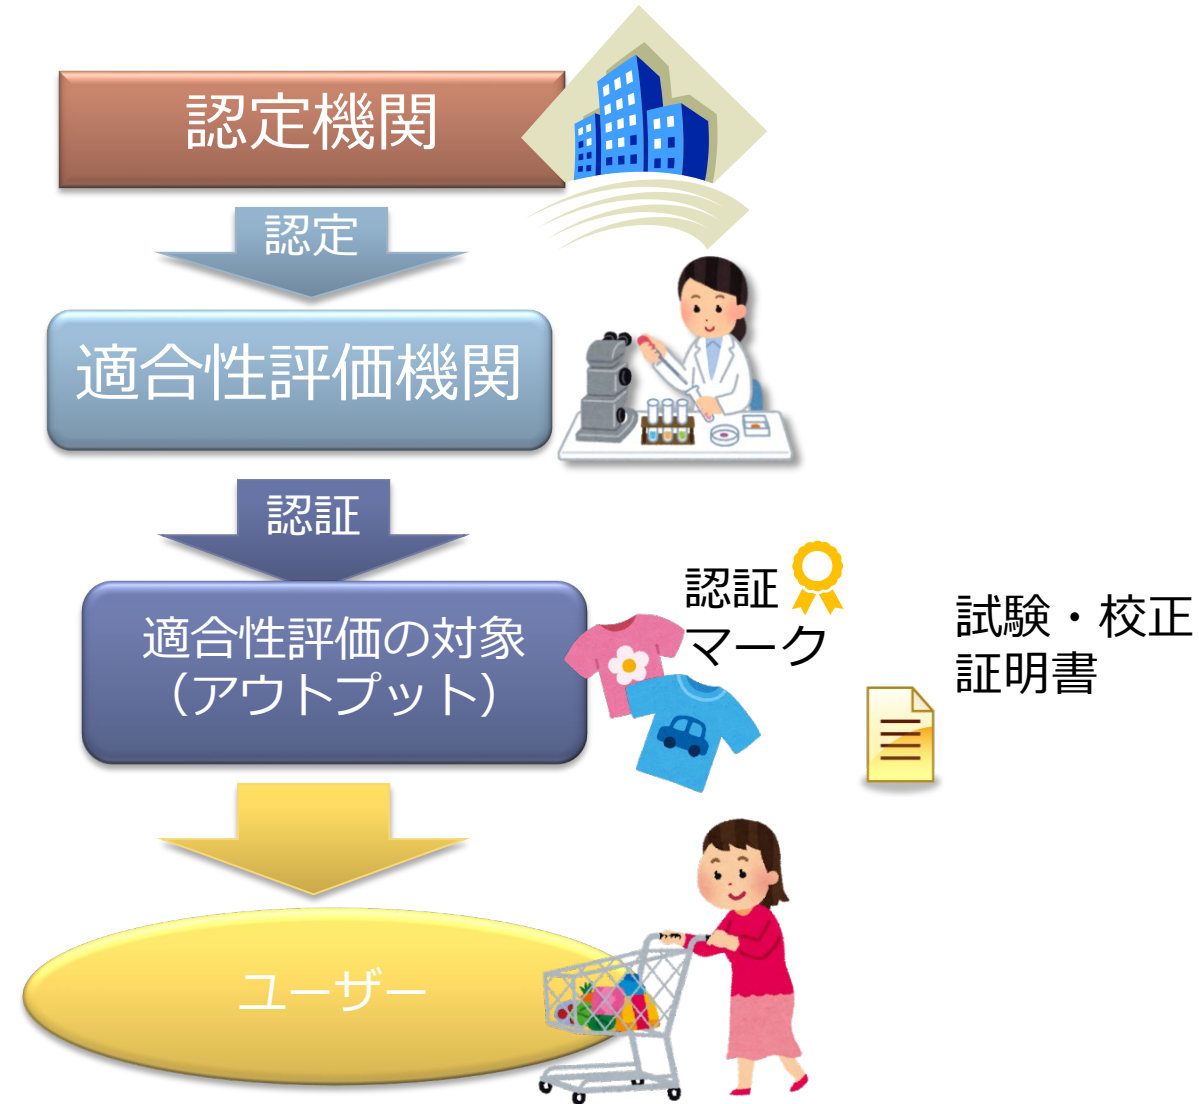 認定機関
認定
適合性評価機関
認証
適合性評価の対象
（アウトプット）
認証
マーク
試験・校正
証明書
ユーザー